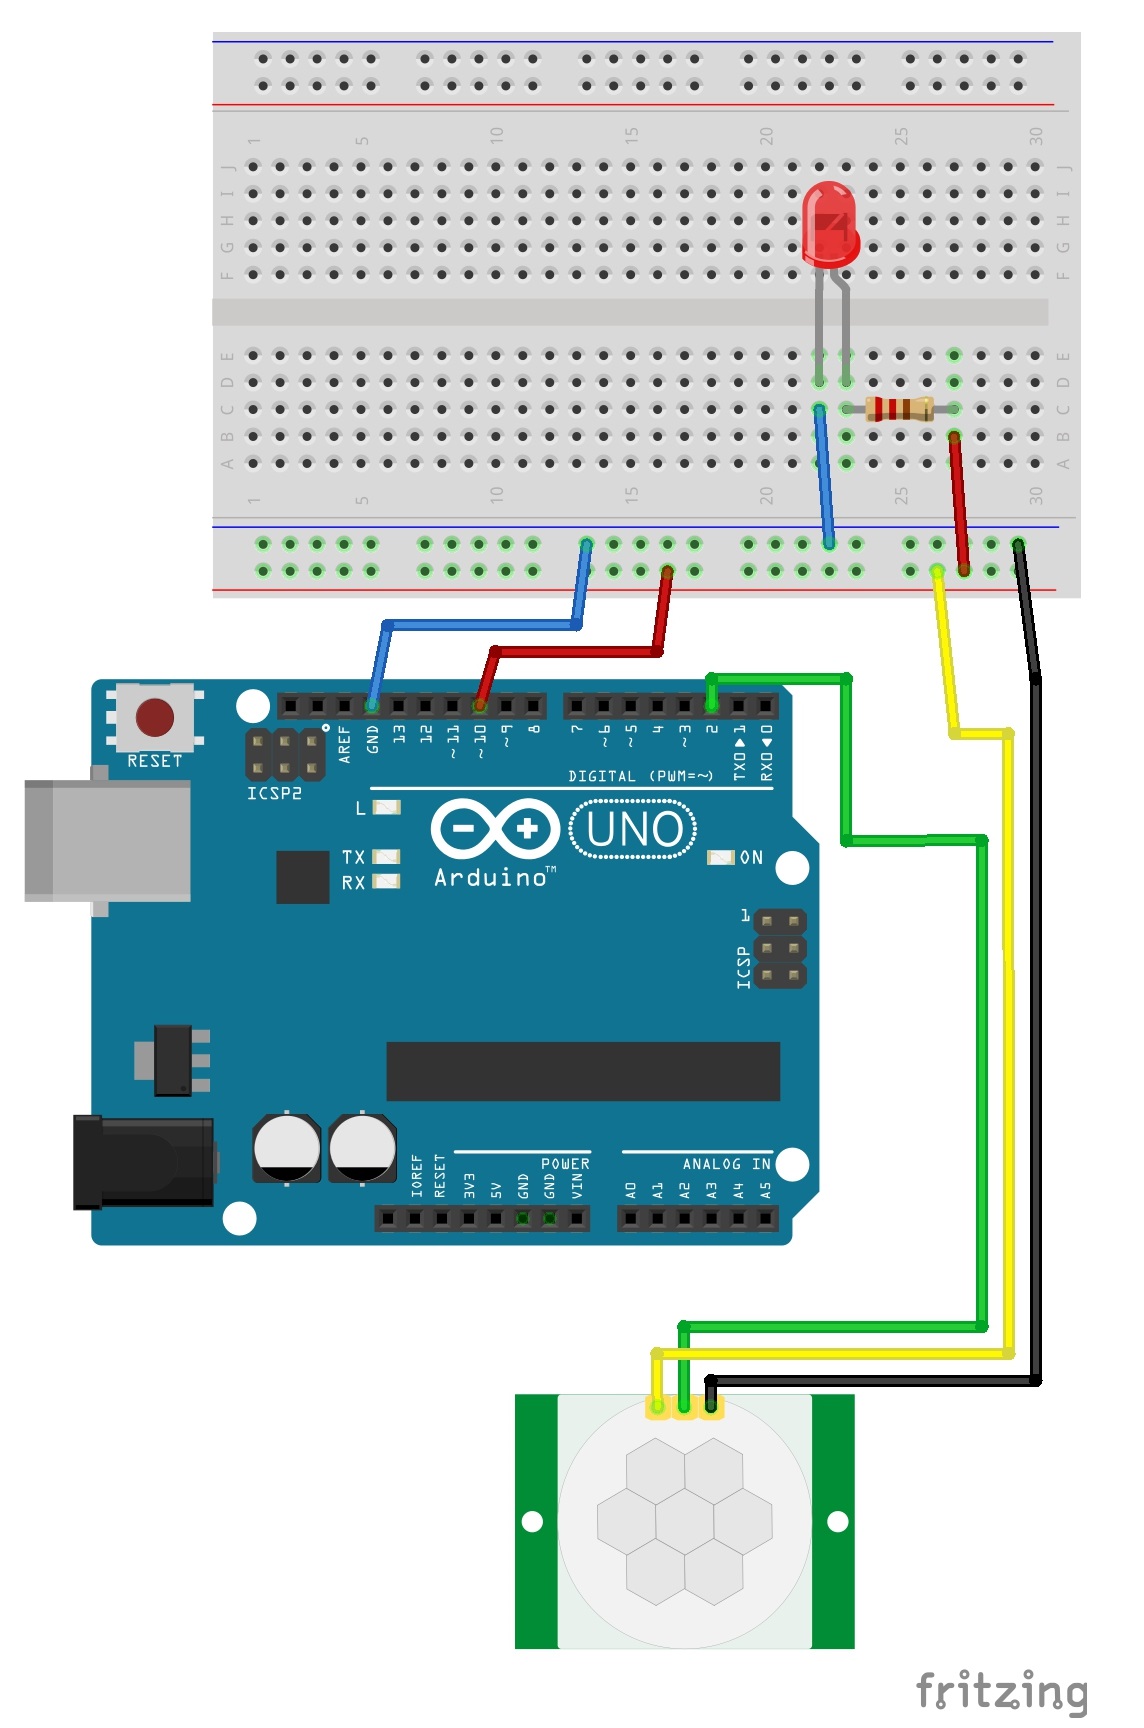 1 5 10 15 20 25 30
J J
I I
H H
G G
F F
E E
D D
C C
B B
A A
1 5 10 15 20 25 30
RESET
ICSP2
AREF GND 13 12 ~11 ~10 ~9 8 7 ~6 ~5 4 ~3 2 TX0▶1 RX0◀0
DIGITAL (PWM=~)
L
TX
RX
UNO
ON
Arduino™
1
ICSP
POWER
ANALOG IN
IOREF RESET 3V3 5V GND GND VIN A0 A1 A2 A3 A4 A5
fritzing